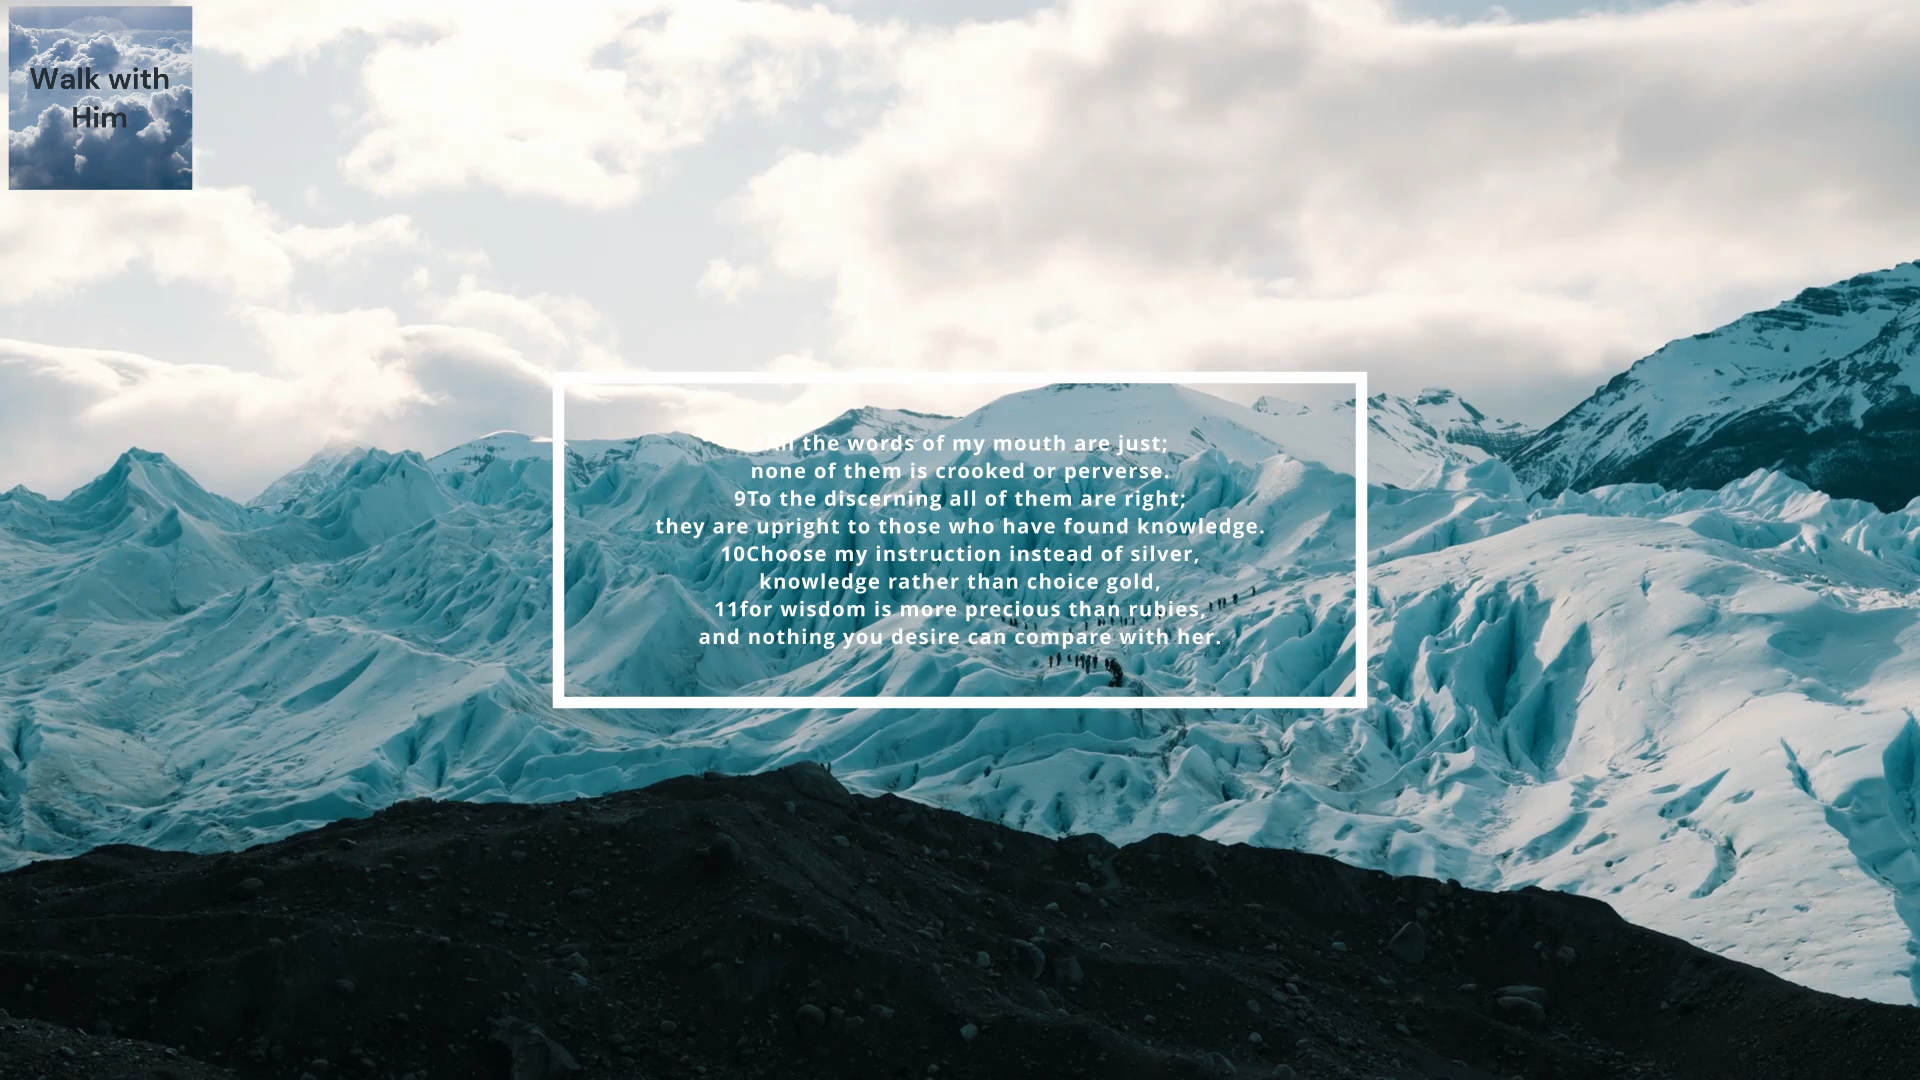 Walk with
Him
the words of my mouth are just;
none of them is crooked or perverse.
9To the discerning all of them are right;
they are upright to those who have found knowledge.
10Choose my instruction instead of silver,
knowledge rather than choice gold,
11for wisdom is more precious than rubies,
and nothing you desire can compare with her.